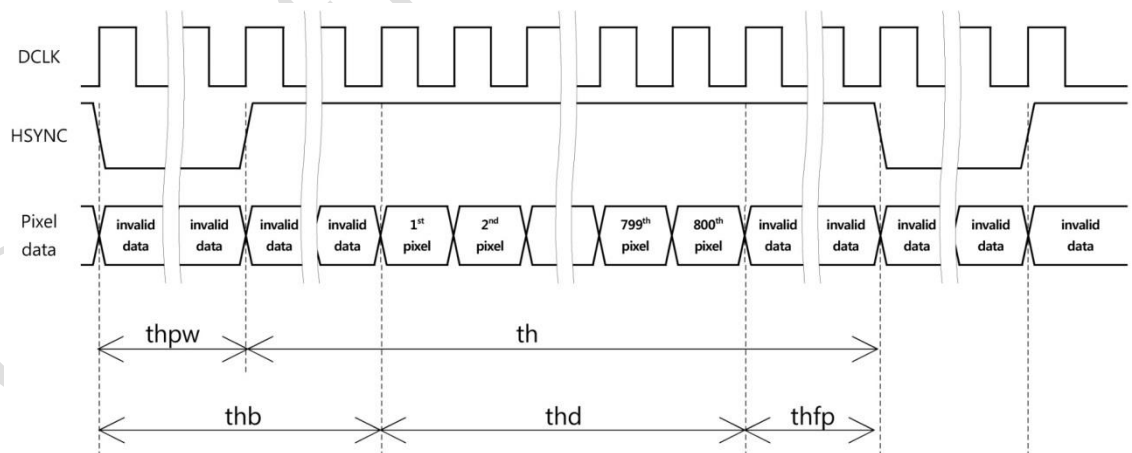 DCLK
HSYNC
Pixel data
invalid data
invalid data
invalid data
invalid data
1st pixel
2nd pixel
799th pixel
800th pixel
invalid data
invalid data
invalid data
invalid data
invalid data
thpw
th
thb
thd
thfp